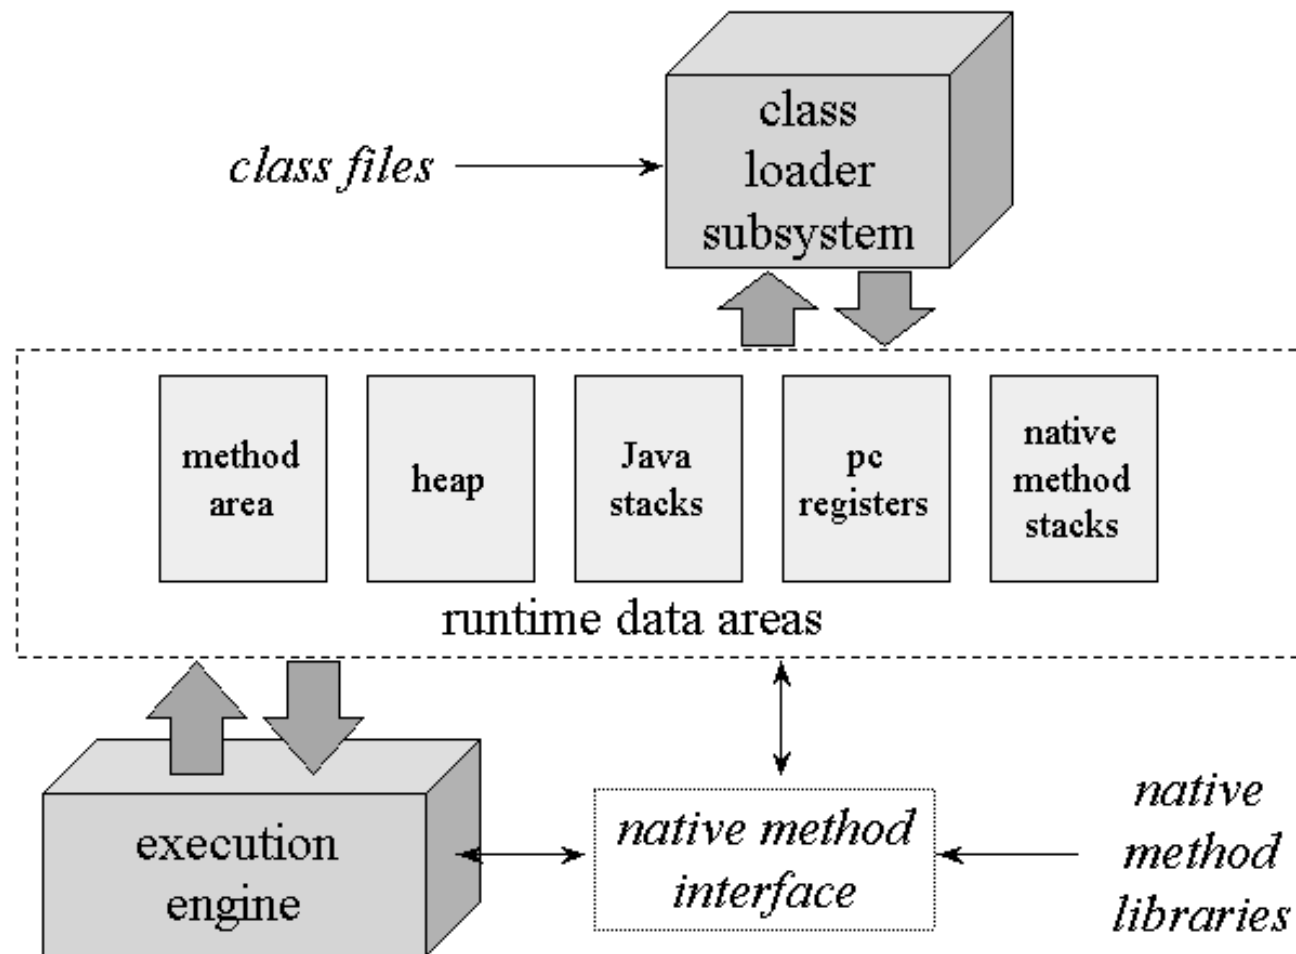 class
loader
subsystem
class files
method
area
heap
Java
stacks
pc
registers
native
method
stacks
runtime data areas
execution
engine
native method
interface
native
method
libraries